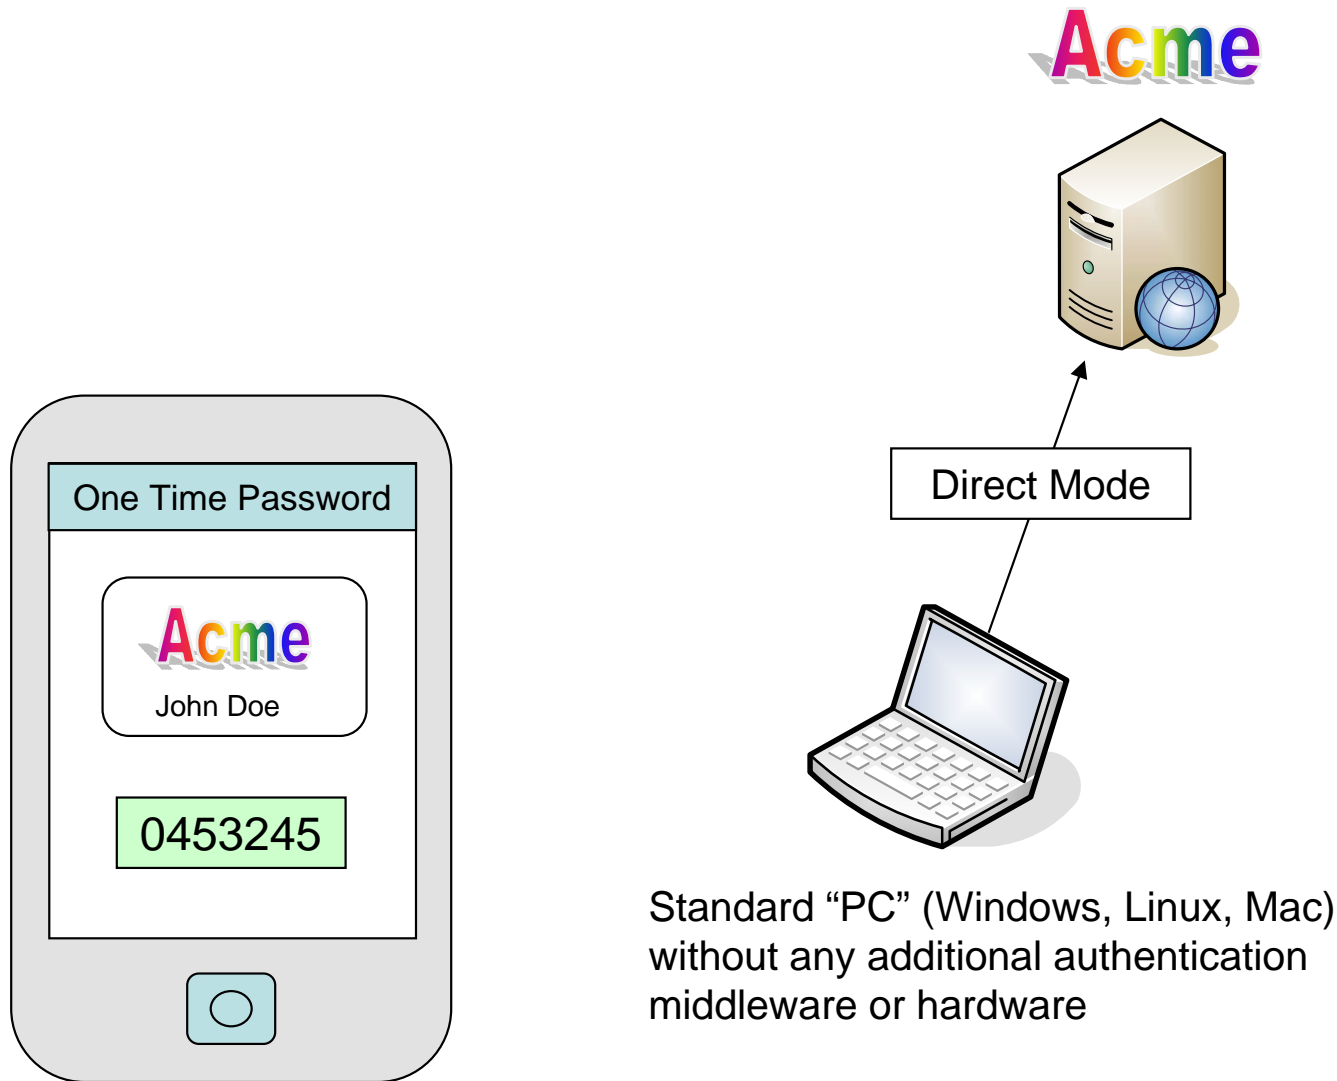 Acme
One Time Password
Acme
John Doe
0453245
Direct Mode
Standard “PC” (Windows, Linux, Mac)
without any additional authentication
middleware or hardware